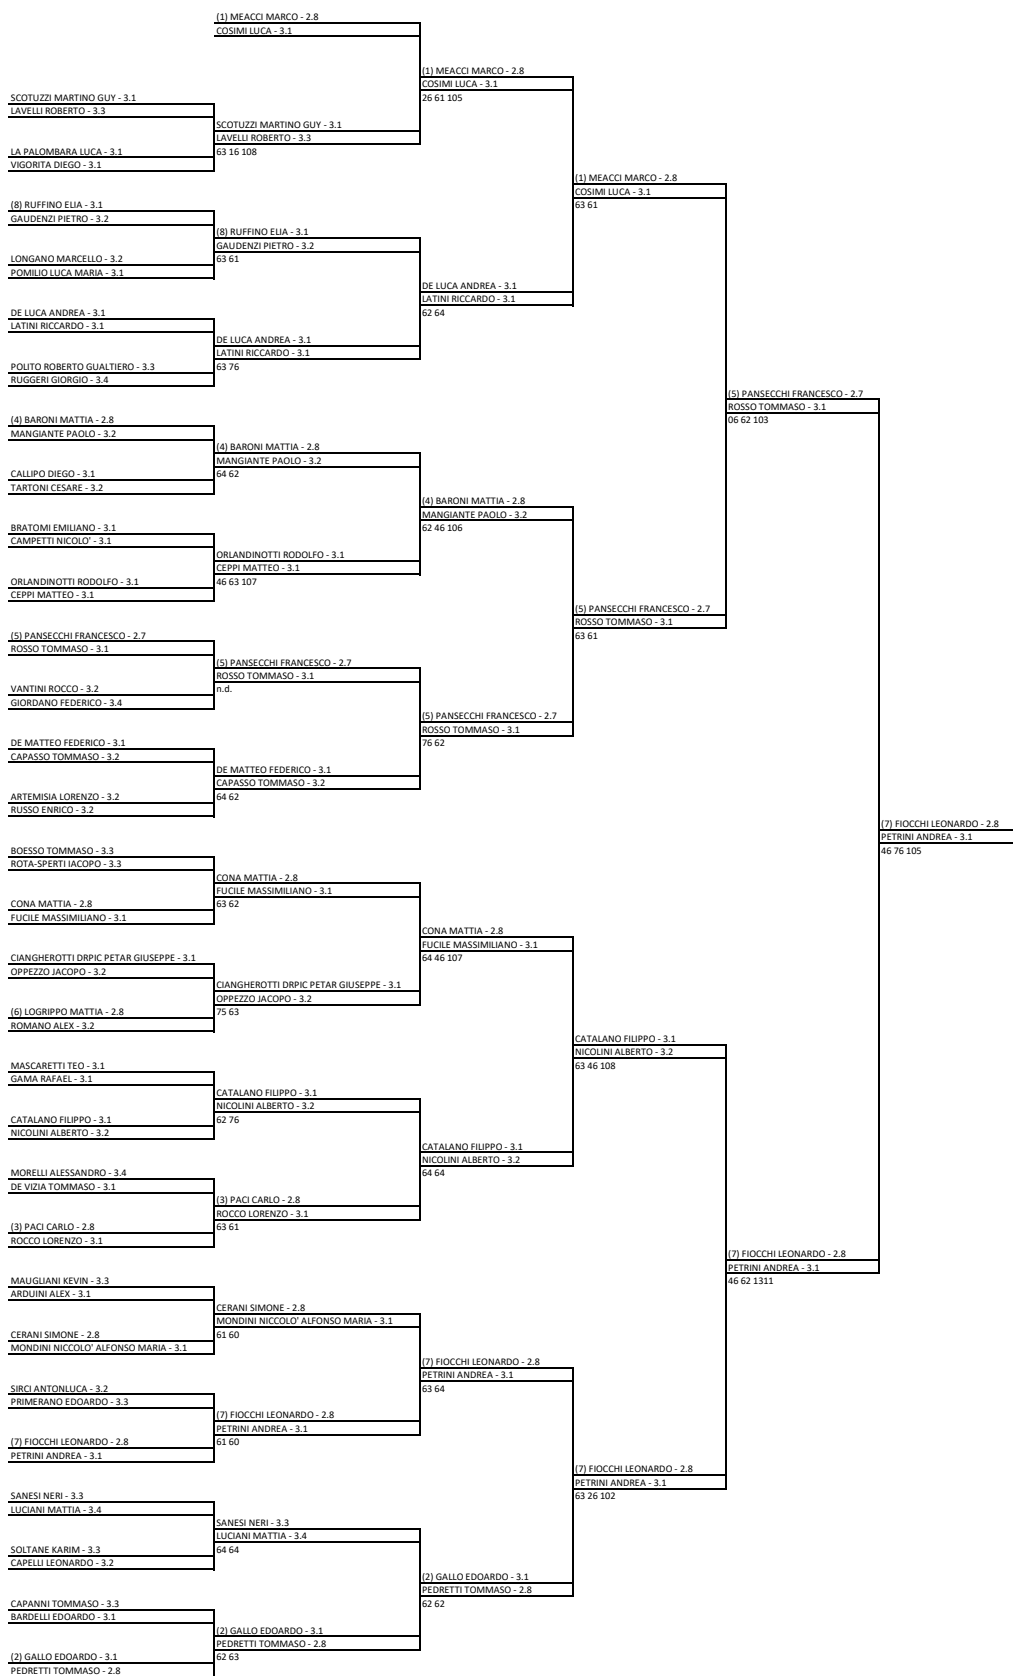 (1) MEACCI MARCO - 2.8
COSIMI LUCA - 3.1
(1) MEACCI MARCO - 2.8
COSIMI LUCA - 3.1
26 61 105
SCOTUZZI MARTINO GUY - 3.1
LAVELLI ROBERTO - 3.3
SCOTUZZI MARTINO GUY - 3.1
LAVELLI ROBERTO - 3.3
63 16 108
LA PALOMBARA LUCA - 3.1
VIGORITA DIEGO - 3.1
(1) MEACCI MARCO - 2.8
COSIMI LUCA - 3.1
63 61
(8) RUFFINO ELIA - 3.1
GAUDENZI PIETRO - 3.2
(8) RUFFINO ELIA - 3.1
GAUDENZI PIETRO - 3.2
63 61
LONGANO MARCELLO - 3.2
POMILIO LUCA MARIA - 3.1
DE LUCA ANDREA - 3.1
LATINI RICCARDO - 3.1
62 64
DE LUCA ANDREA - 3.1
LATINI RICCARDO - 3.1
DE LUCA ANDREA - 3.1
LATINI RICCARDO - 3.1
63 76
POLITO ROBERTO GUALTIERO - 3.3
RUGGERI GIORGIO - 3.4
(5) PANSECCHI FRANCESCO - 2.7
ROSSO TOMMASO - 3.1
06 62 103
(4) BARONI MATTIA - 2.8
MANGIANTE PAOLO - 3.2
(4) BARONI MATTIA - 2.8
MANGIANTE PAOLO - 3.2
64 62
CALLIPO DIEGO - 3.1
TARTONI CESARE - 3.2
(4) BARONI MATTIA - 2.8
MANGIANTE PAOLO - 3.2
62 46 106
BRATOMI EMILIANO - 3.1
CAMPETTI NICOLO' - 3.1
ORLANDINOTTI RODOLFO - 3.1
CEPPI MATTEO - 3.1
46 63 107
ORLANDINOTTI RODOLFO - 3.1
CEPPI MATTEO - 3.1
(5) PANSECCHI FRANCESCO - 2.7
ROSSO TOMMASO - 3.1
63 61
(5) PANSECCHI FRANCESCO - 2.7
ROSSO TOMMASO - 3.1
(5) PANSECCHI FRANCESCO - 2.7
ROSSO TOMMASO - 3.1
n.d.
VANTINI ROCCO - 3.2
GIORDANO FEDERICO - 3.4
(5) PANSECCHI FRANCESCO - 2.7
ROSSO TOMMASO - 3.1
76 62
DE MATTEO FEDERICO - 3.1
CAPASSO TOMMASO - 3.2
DE MATTEO FEDERICO - 3.1
CAPASSO TOMMASO - 3.2
64 62
ARTEMISIA LORENZO - 3.2
RUSSO ENRICO - 3.2
(7) FIOCCHI LEONARDO - 2.8
PETRINI ANDREA - 3.1
46 76 105
BOESSO TOMMASO - 3.3
ROTA-SPERTI IACOPO - 3.3
CONA MATTIA - 2.8
FUCILE MASSIMILIANO - 3.1
63 62
CONA MATTIA - 2.8
FUCILE MASSIMILIANO - 3.1
CONA MATTIA - 2.8
FUCILE MASSIMILIANO - 3.1
64 46 107
CIANGHEROTTI DRPIC PETAR GIUSEPPE - 3.1
OPPEZZO JACOPO - 3.2
CIANGHEROTTI DRPIC PETAR GIUSEPPE - 3.1
OPPEZZO JACOPO - 3.2
75 63
(6) LOGRIPPO MATTIA - 2.8
ROMANO ALEX - 3.2
CATALANO FILIPPO - 3.1
NICOLINI ALBERTO - 3.2
63 46 108
MASCARETTI TEO - 3.1
GAMA RAFAEL - 3.1
CATALANO FILIPPO - 3.1
NICOLINI ALBERTO - 3.2
62 76
CATALANO FILIPPO - 3.1
NICOLINI ALBERTO - 3.2
CATALANO FILIPPO - 3.1
NICOLINI ALBERTO - 3.2
64 64
MORELLI ALESSANDRO - 3.4
DE VIZIA TOMMASO - 3.1
(3) PACI CARLO - 2.8
ROCCO LORENZO - 3.1
63 61
(3) PACI CARLO - 2.8
ROCCO LORENZO - 3.1
(7) FIOCCHI LEONARDO - 2.8
PETRINI ANDREA - 3.1
46 62 1311
MAUGLIANI KEVIN - 3.3
ARDUINI ALEX - 3.1
CERANI SIMONE - 2.8
MONDINI NICCOLO' ALFONSO MARIA - 3.1
61 60
CERANI SIMONE - 2.8
MONDINI NICCOLO' ALFONSO MARIA - 3.1
(7) FIOCCHI LEONARDO - 2.8
PETRINI ANDREA - 3.1
63 64
SIRCI ANTONLUCA - 3.2
PRIMERANO EDOARDO - 3.3
(7) FIOCCHI LEONARDO - 2.8
PETRINI ANDREA - 3.1
61 60
(7) FIOCCHI LEONARDO - 2.8
PETRINI ANDREA - 3.1
(7) FIOCCHI LEONARDO - 2.8
PETRINI ANDREA - 3.1
63 26 102
SANESI NERI - 3.3
LUCIANI MATTIA - 3.4
SANESI NERI - 3.3
LUCIANI MATTIA - 3.4
64 64
SOLTANE KARIM - 3.3
CAPELLI LEONARDO - 3.2
(2) GALLO EDOARDO - 3.1
PEDRETTI TOMMASO - 2.8
62 62
CAPANNI TOMMASO - 3.3
BARDELLI EDOARDO - 3.1
(2) GALLO EDOARDO - 3.1
PEDRETTI TOMMASO - 2.8
62 63
(2) GALLO EDOARDO - 3.1
PEDRETTI TOMMASO - 2.8